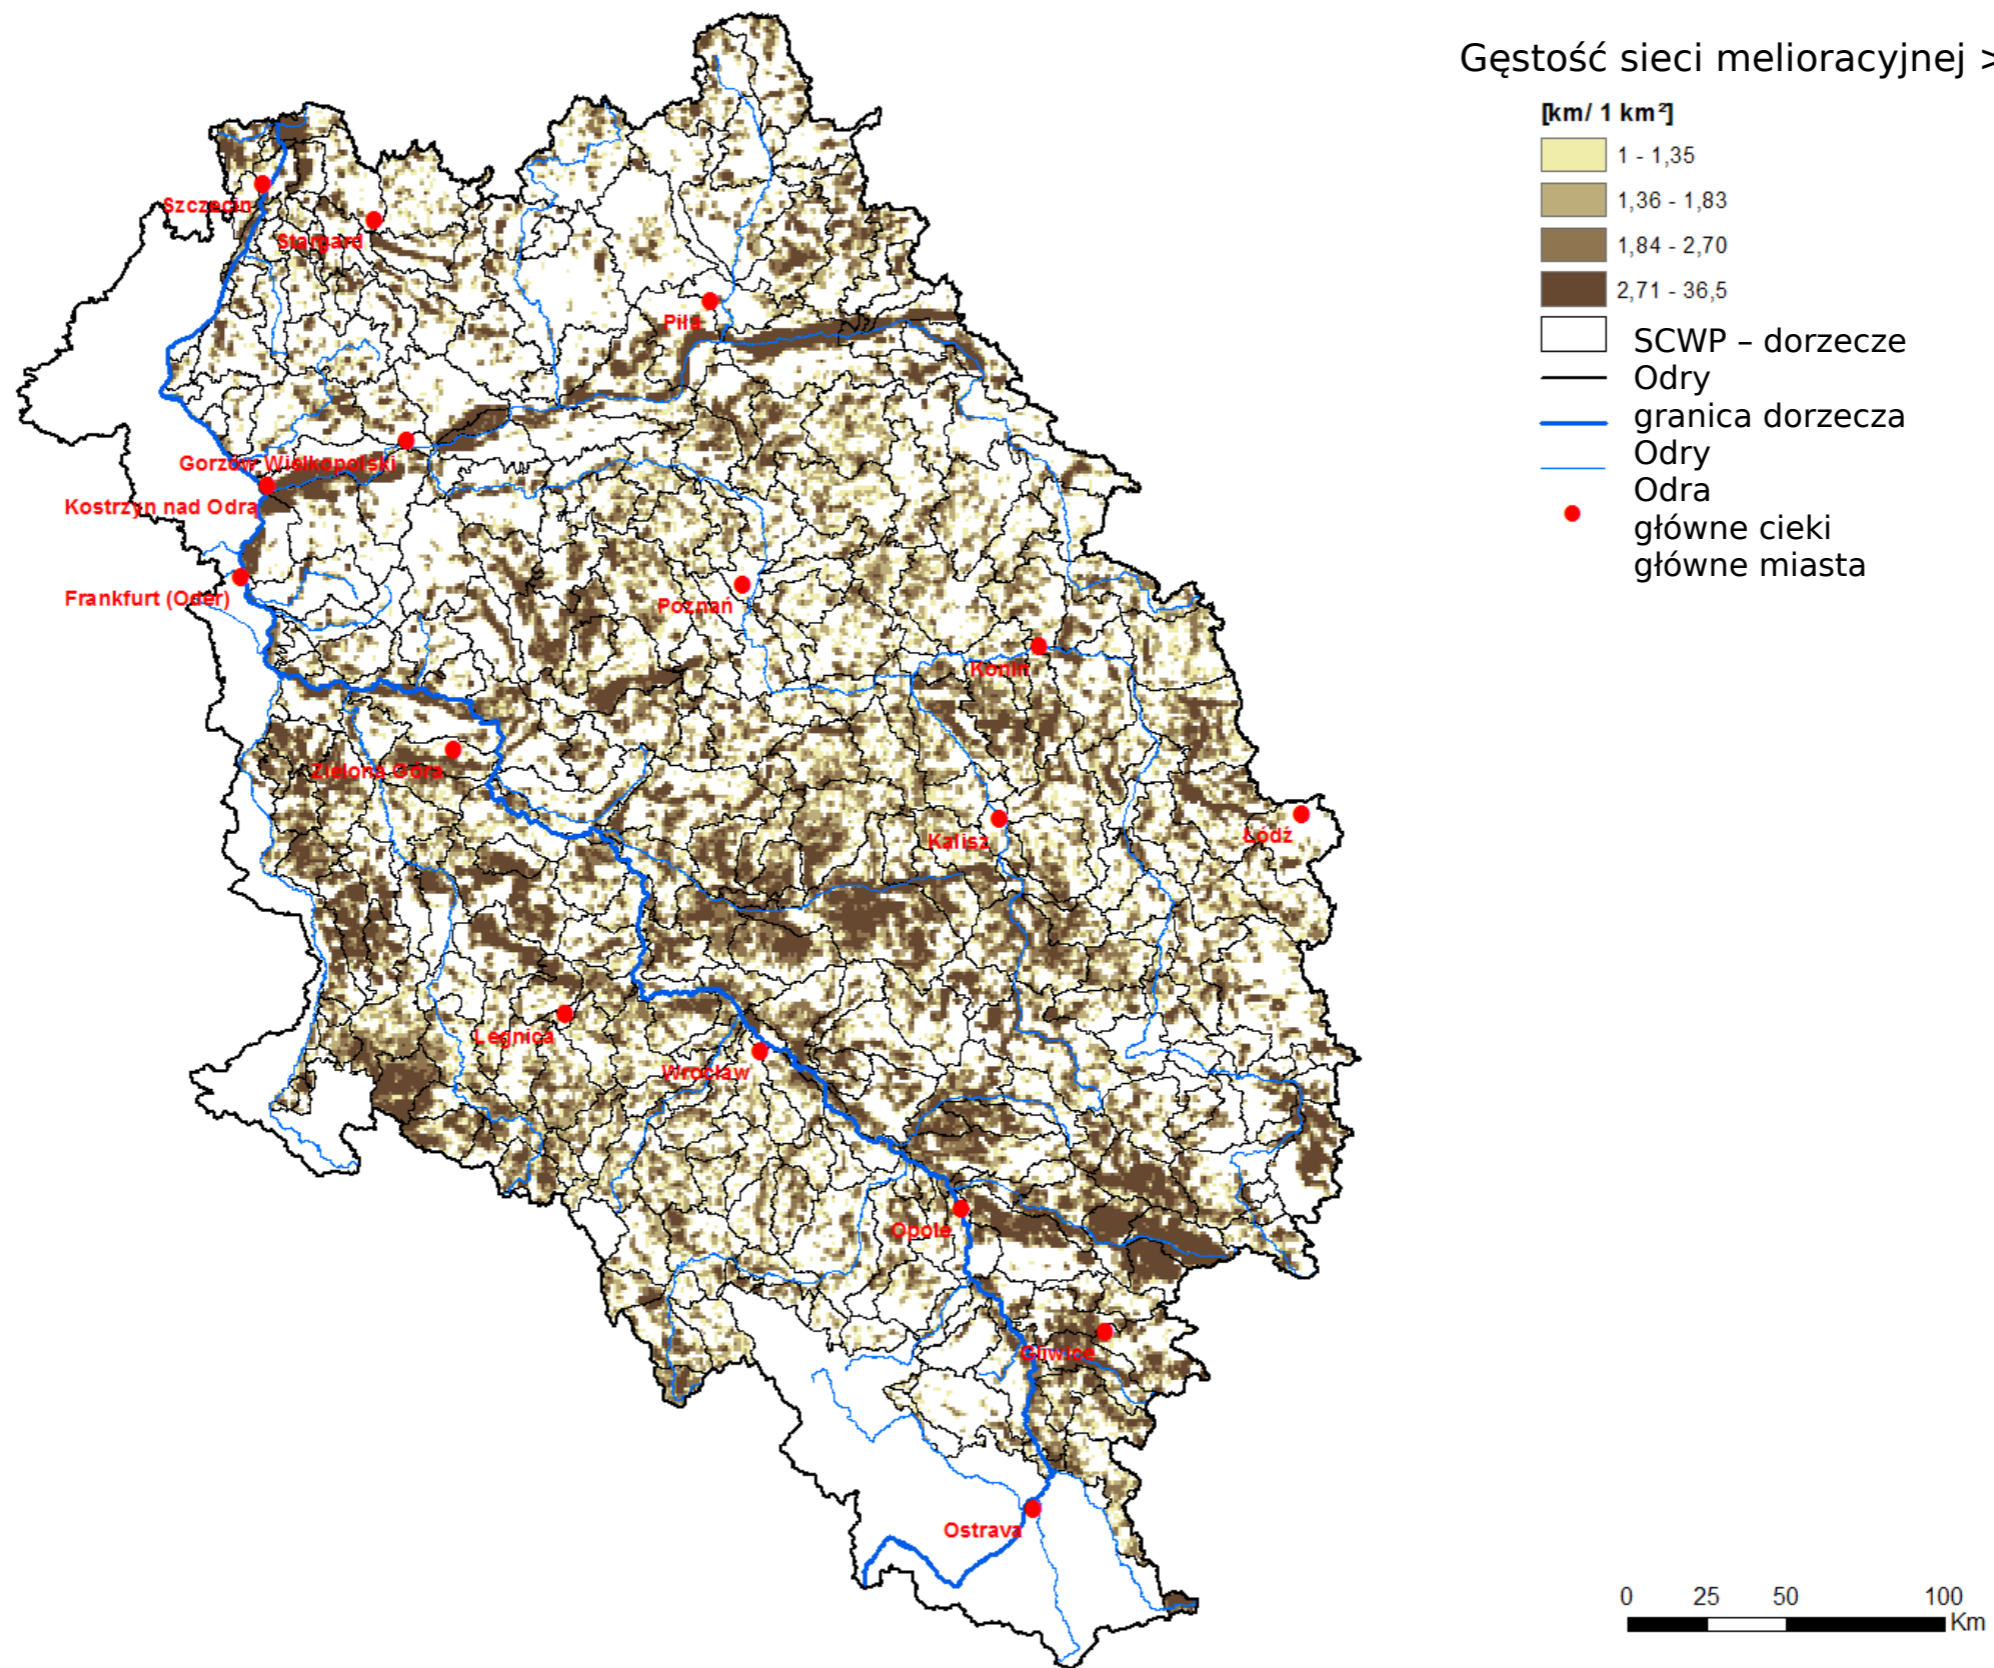 Gęstość sieci melioracyjnej >
[km/ 1 km²]
1 - 1,35
1,36 - 1,83
1,84 - 2,70
2,71 - 36,5
SCWP – dorzecze
Odry
granica dorzecza
Odry
Odra
główne cieki
główne miasta
Szczecin
Stargard
Piła
Gorzów Wielkopolski
Kostrzyn nad Odrą
Frankfurt (Oder)
Poznań
Konin
Zielona Góra
Kalisz
Łódź
Legnica
Wrocław
Opole
Gliwice
Ostrava
0 25 50 100
Km